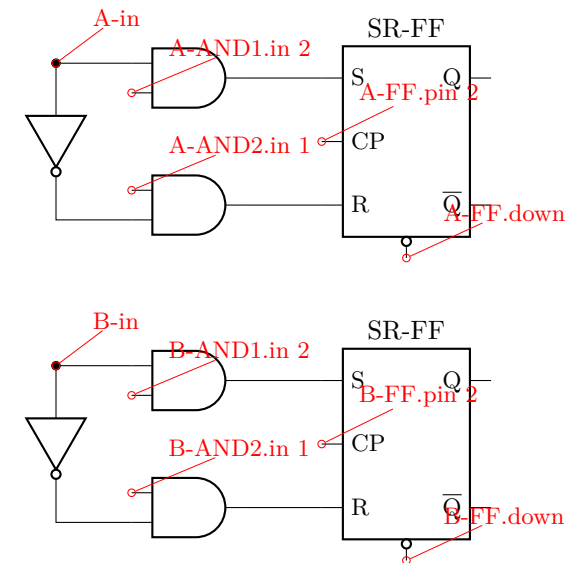 A-in
SR-FF
A-AND1.in 2
S
Q
A-FF.pin 2
CP
A-AND2.in 1
R
Q̅
A-FF.down
B-in
SR-FF
B-AND1.in 2
S
Q
B-FF.pin 2
CP
B-AND2.in 1
R
Q̅
B-FF.down